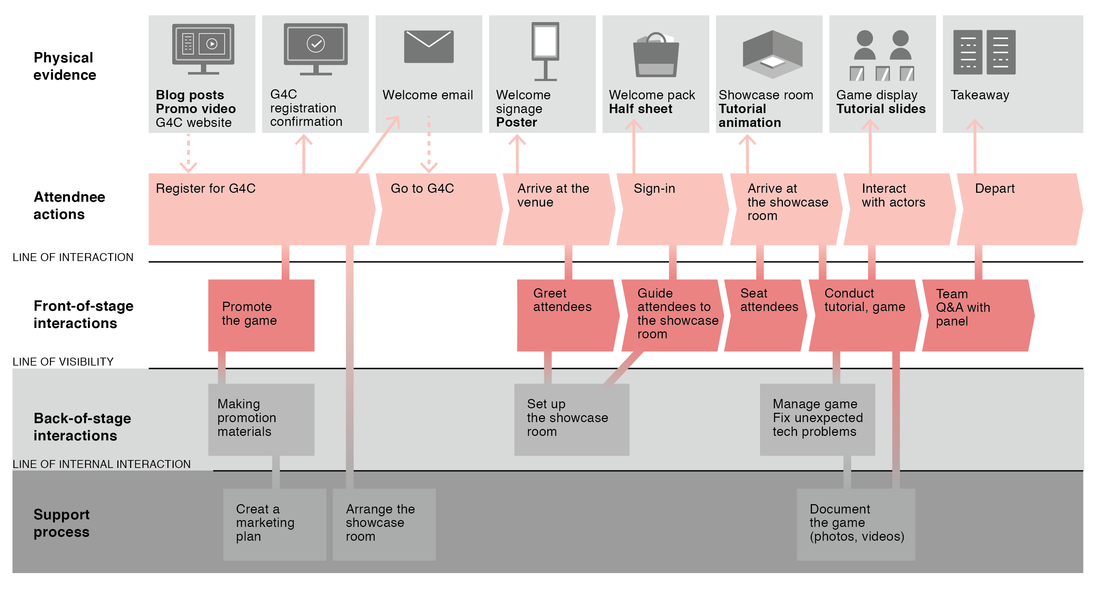 Physical
evidence
Blog posts
Promo video
G4C website
G4C
registration
confirmation
Welcome email
Welcome
signage
Poster
Welcome pack
Half sheet
Showcase room
Tutorial
animation
Game display
Tutorial slides
Takeaway
Attendnee
actions
Register for G4C
Go to G4C
Arrive at the
venue
Sign-in
Arrive at
the showcase
room
Interact
with actors
Depart
LINE OF INTERACTION
Front-of-stage
interactions
Promote
the game
Greet
attendees
Guide
attendees to
the showcase
room
Seat
attendees
Conduct
tutorial, game
Team
Q&A with
panel
LINE OF VISIBILITY
Back-of-stage
interactions
Making
promotion
materials
Set up
the showcase
room
Manage game
Fix unexpected
tech problems
LINE OF INTERNAL INTERACTION
Support
process
Creat a
marketing
plan
Arrange the
showcase
room
Document
the game
(photos, videos)